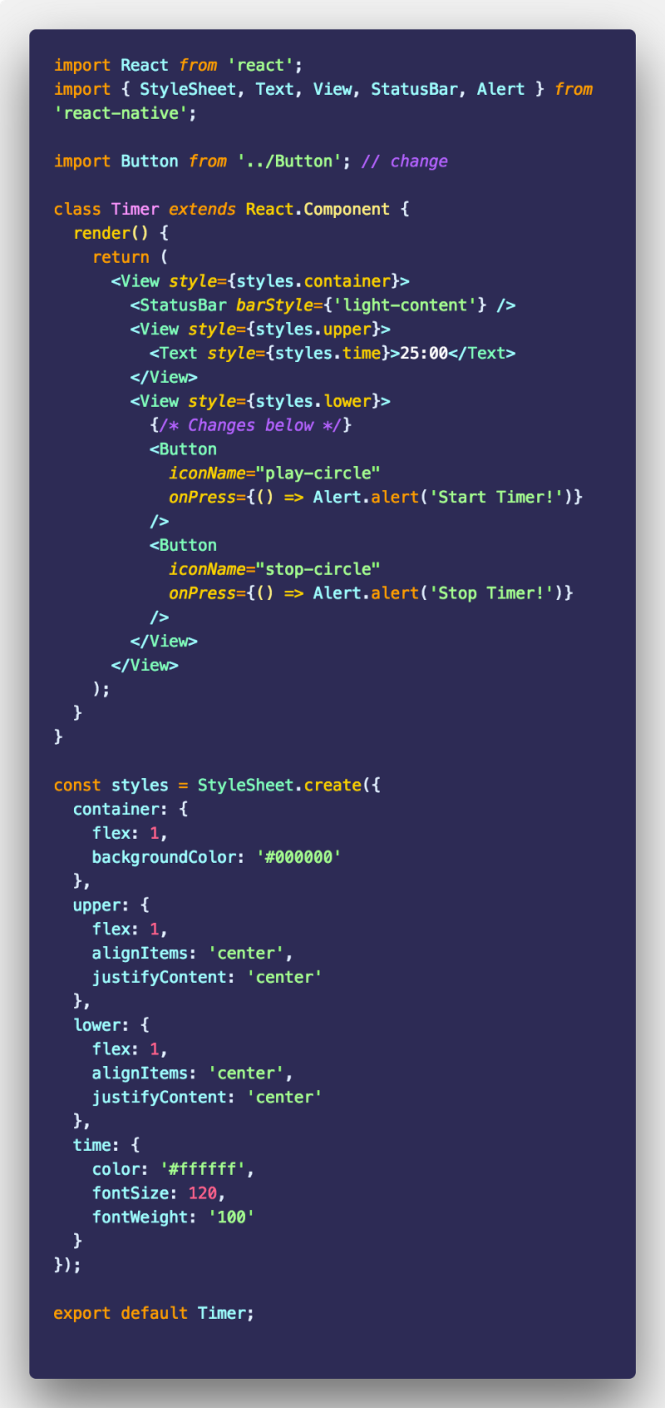 import React from 'react';
import { StyleSheet, Text, View, StatusBar, Alert } from
'react-native';

import Button from '../Button'; // change

class Timer extends React.Component {
  render() {
    return (
      <View style={styles.container}>
        <StatusBar barStyle={'light-content'} />
        <View style={styles.upper}>
          <Text style={styles.time}>25:00</Text>
        </View>
        <View style={styles.lower}>
          {/* Changes below */}
          <Button
            iconName="play-circle"
            onPress={() => Alert.alert('Start Timer!')}
          />
          <Button
            iconName="stop-circle"
            onPress={() => Alert.alert('Stop Timer!')}
          />
        </View>
      </View>
    );
  }
}

const styles = StyleSheet.create({
  container: {
    flex: 1,
    backgroundColor: '#000000'
  },
  upper: {
    flex: 1,
    alignItems: 'center',
    justifyContent: 'center'
  },
  lower: {
    flex: 1,
    alignItems: 'center',
    justifyContent: 'center'
  },
  time: {
    color: '#ffffff',
    fontSize: 120,
    fontWeight: '100'
  }
});

export default Timer;